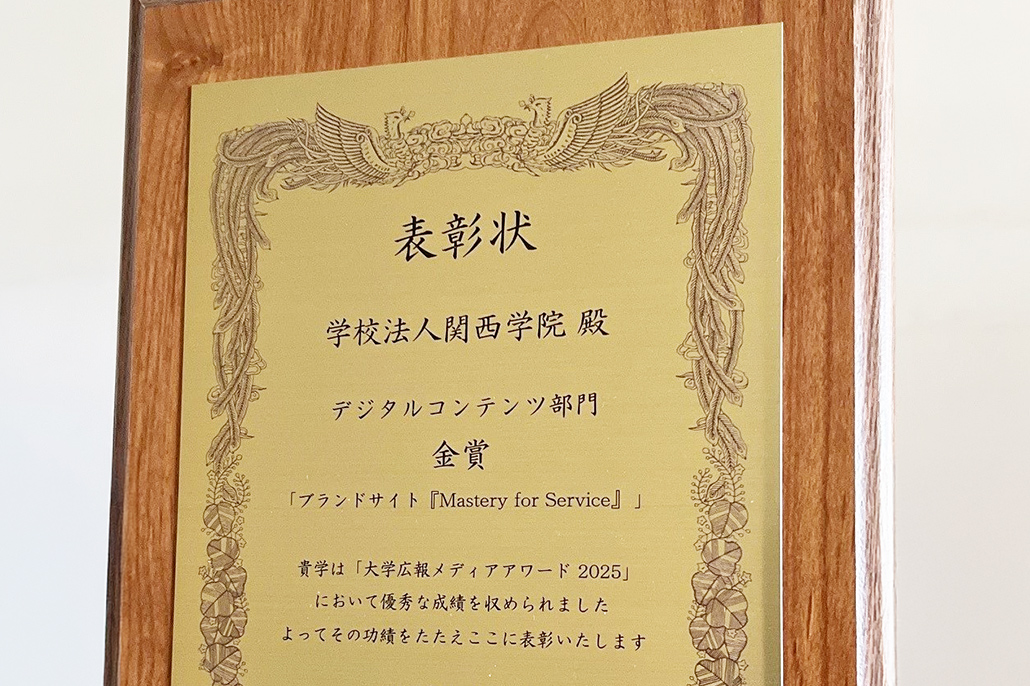 表彰状
学校法人関西学院 殿
デジタルコンテンツ部門
金賞
「ブランドサイト『Mastery for Service』」
貴学は「大学広報メディアアワード 2025」
において優秀な成績を収められました
よってその功績をたたえここに表彰いたします